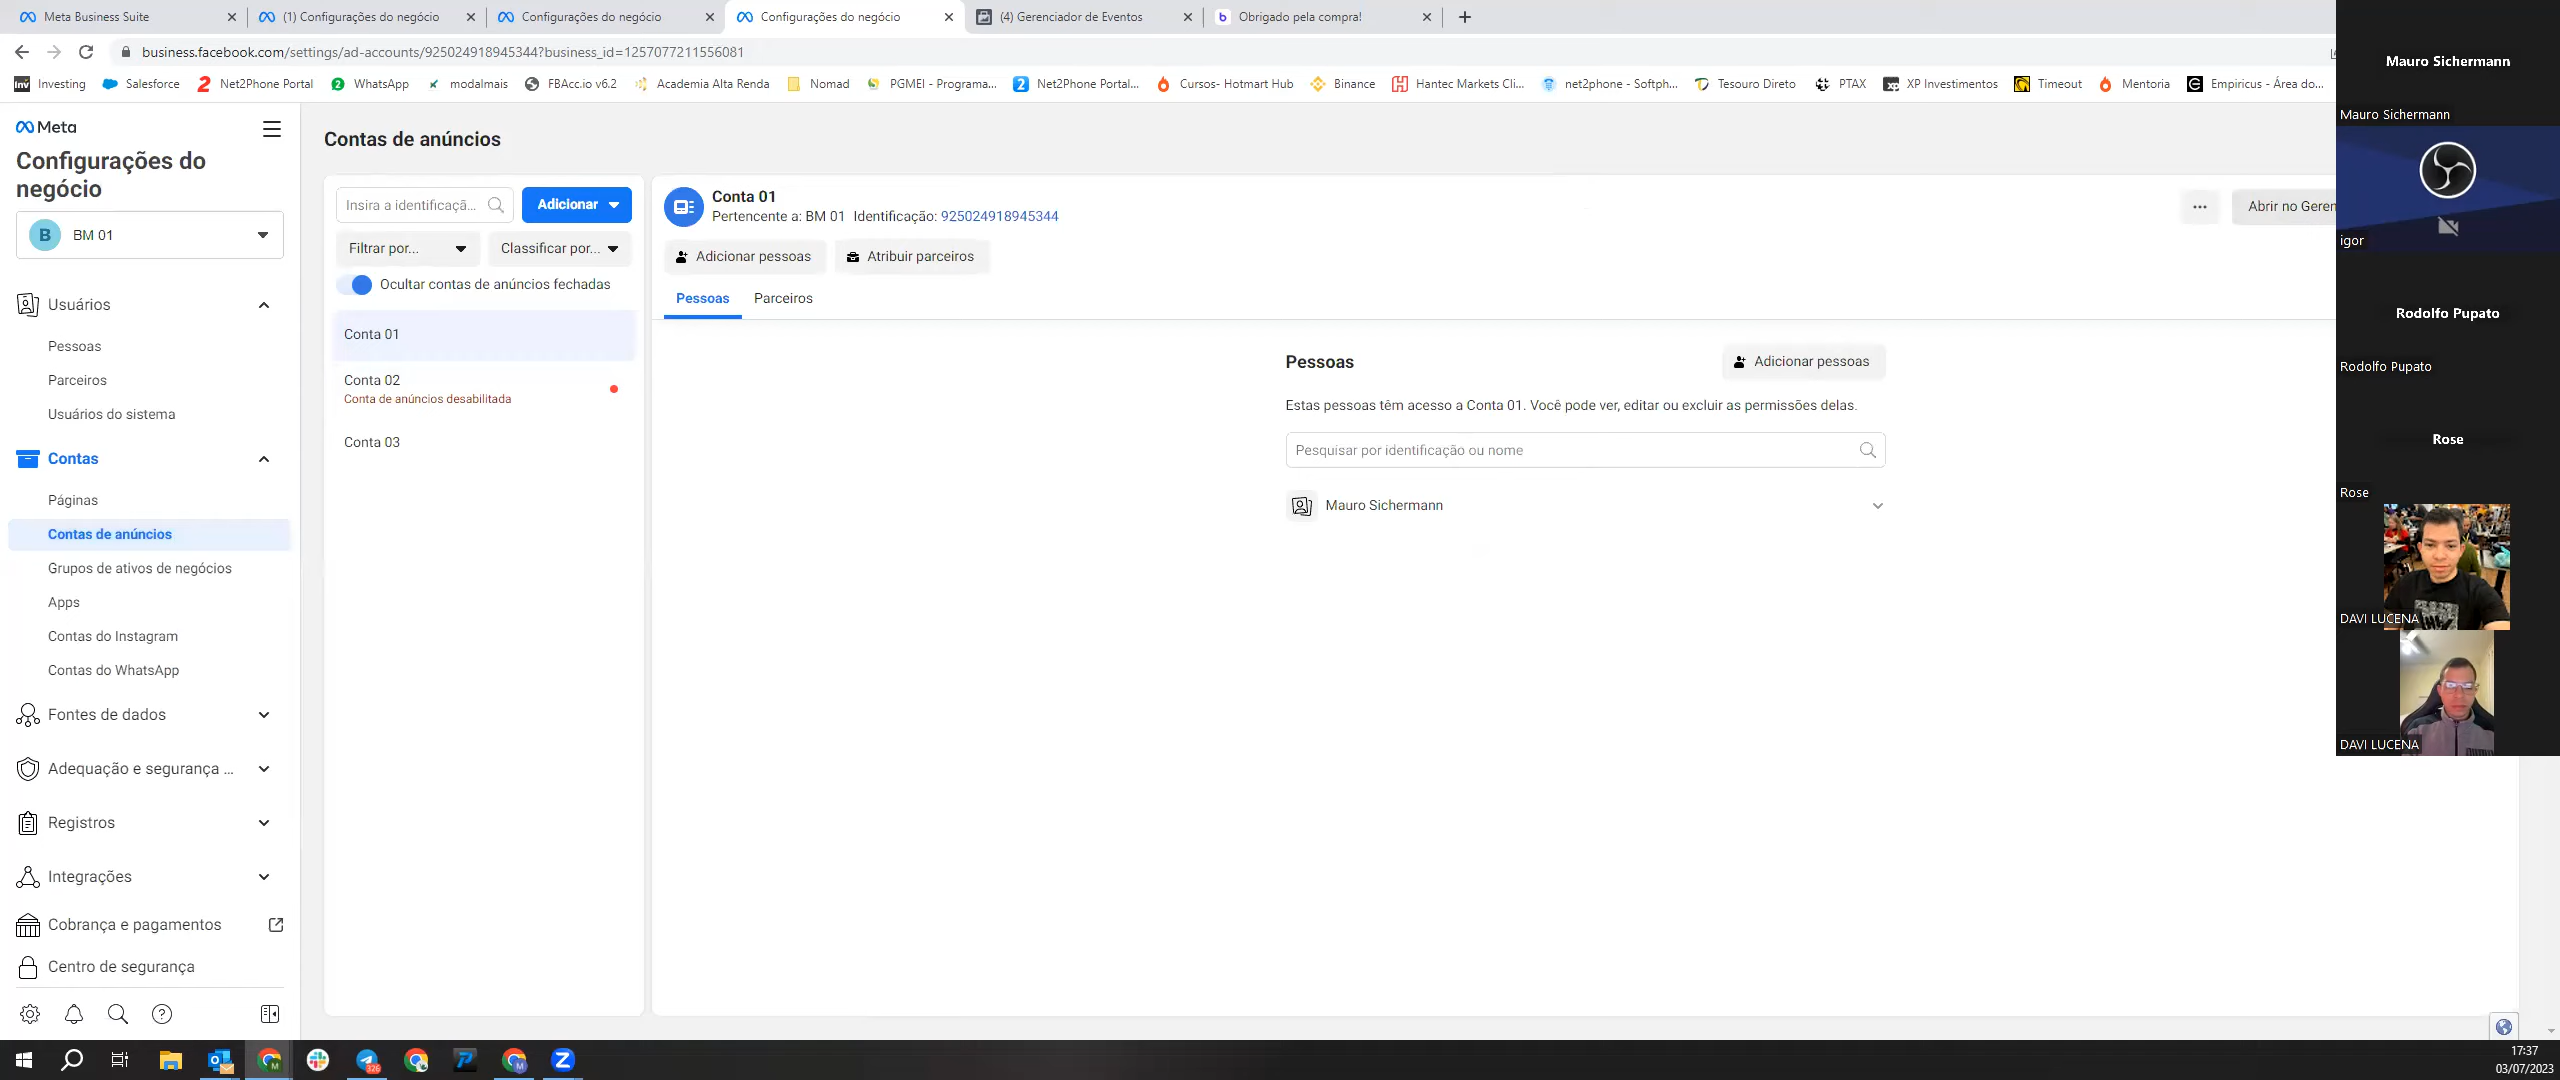 Meta Business Suite
(1) Configurações do negócio
Configurações do negócio
Configurações do negócio
(4) Gerenciador de Eventos
Obrigado pela compra!
business.facebook.com/settings/ad-accounts/925024918945344?business_id=1257077211556081
Investing
Salesforce
Net2Phone Portal
WhatsApp
modalmais
FBAcc.io v6.2
Academia Alta Renda
Nomad
PGMEI - Programa...
Net2Phone Portal...
Cursos- Hotmart Hub
Binance
Hantec Markets Cli...
net2phone - Softph...
Tesouro Direto
PTAX
XP Investimentos
Timeout
Mentoria
Empiricus - Área do...
Meta
Configurações do
negócio
B
BM 01
Usuários
Pessoas
Parceiros
Usuários do sistema
Contas
Páginas
Contas de anúncios
Grupos de ativos de negócios
Apps
Contas do Instagram
Contas do WhatsApp
Fontes de dados
Adequação e segurança ...
Registros
Integrações
Cobrança e pagamentos
Centro de segurança
Contas de anúncios
Insira a identificaçã...
Adicionar
Filtrar por...
Classificar por...
Ocultar contas de anúncios fechadas
Conta 01
Conta 02
Conta de anúncios desabilitada
Conta 03
Conta 01
Pertencente a: BM 01 Identificação: 925024918945344
Abrir no Geren
Adicionar pessoas
Atribuir parceiros
Pessoas
Parceiros
Pessoas
Adicionar pessoas
Estas pessoas têm acesso a Conta 01. Você pode ver, editar ou excluir as permissões delas.
Pesquisar por identificação ou nome
Mauro Sichermann
Mauro Sichermann
Mauro Sichermann
igor
Rodolfo Pupato
Rodolfo Pupato
Rose
Rose
DAVI LUCENA
DAVI LUCENA
326
17:37
03/07/2023